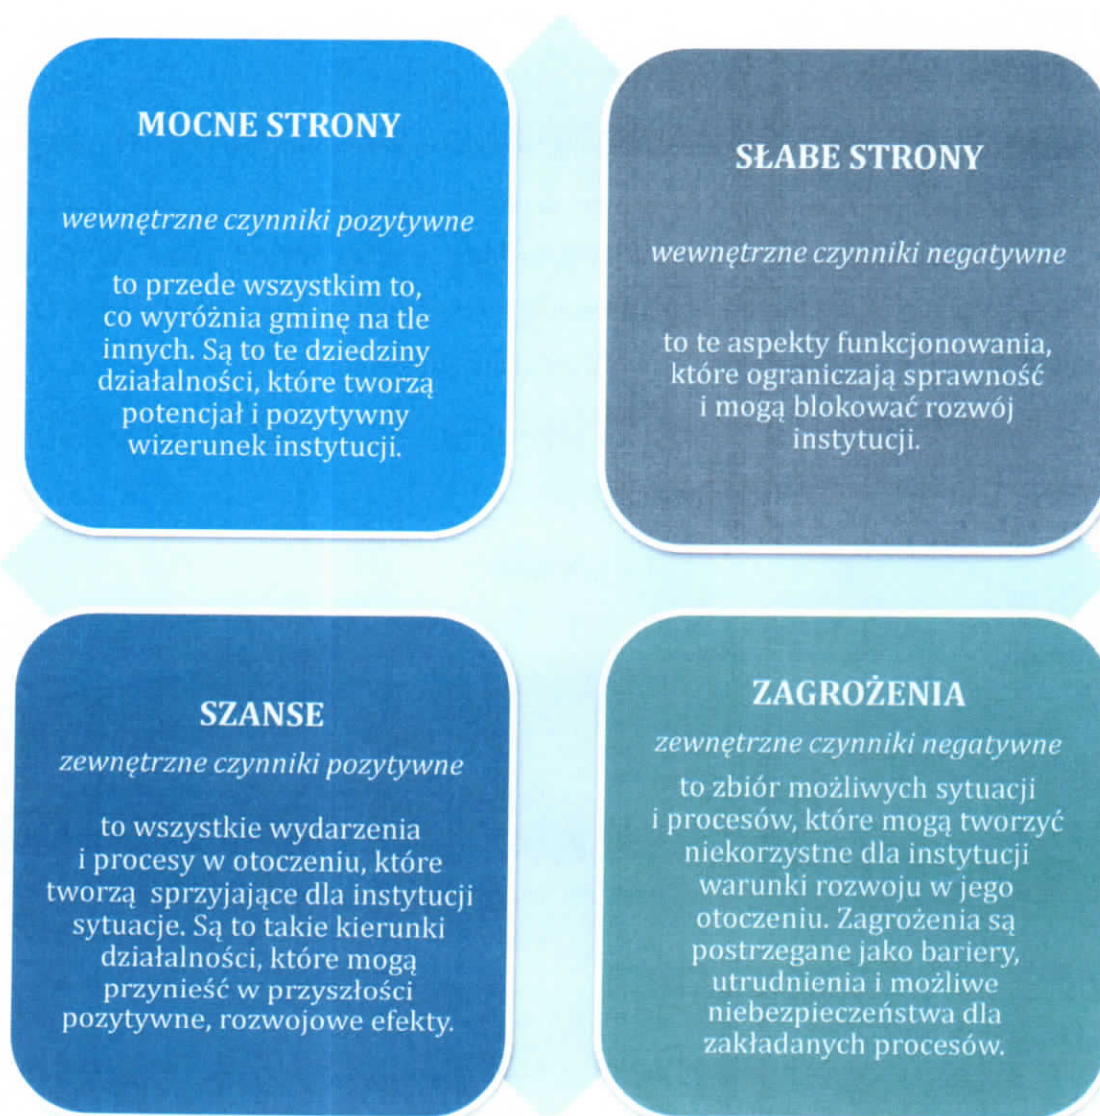 MOCNE STRONY
wewnętrzne czynniki pozytywne
to przede wszystkim to,
co wyróżnia gminę na tle
innych. Są to te dziedziny
działalności, które tworzą
potencjał i pozytywny
wizerunek instytucji.
SŁABE STRONY
wewnętrzne czynniki negatywne
to te aspekty funkcjonowania,
które ograniczają sprawność
i mogą blokować rozwój
instytucji.
SZANSE
zewnętrzne czynniki pozytywne
to wszystkie wydarzenia
i procesy w otoczeniu, które
tworzą sprzyjające dla instytucji
sytuacje. Są to takie kierunki
działalności, które mogą
przynieść w przyszłości
pozytywne, rozwojowe efekty.
ZAGROŻENIA
zewnętrzne czynniki negatywne
to zbiór możliwych sytuacji
i procesów, które mogą tworzyć
niekorzystne dla instytucji
warunki rozwoju w jego
otoczeniu. Zagrożenia są
postrzegane jako bariery,
utrudnienia i możliwe
niebezpieczeństwa dla
zakładanych procesów.